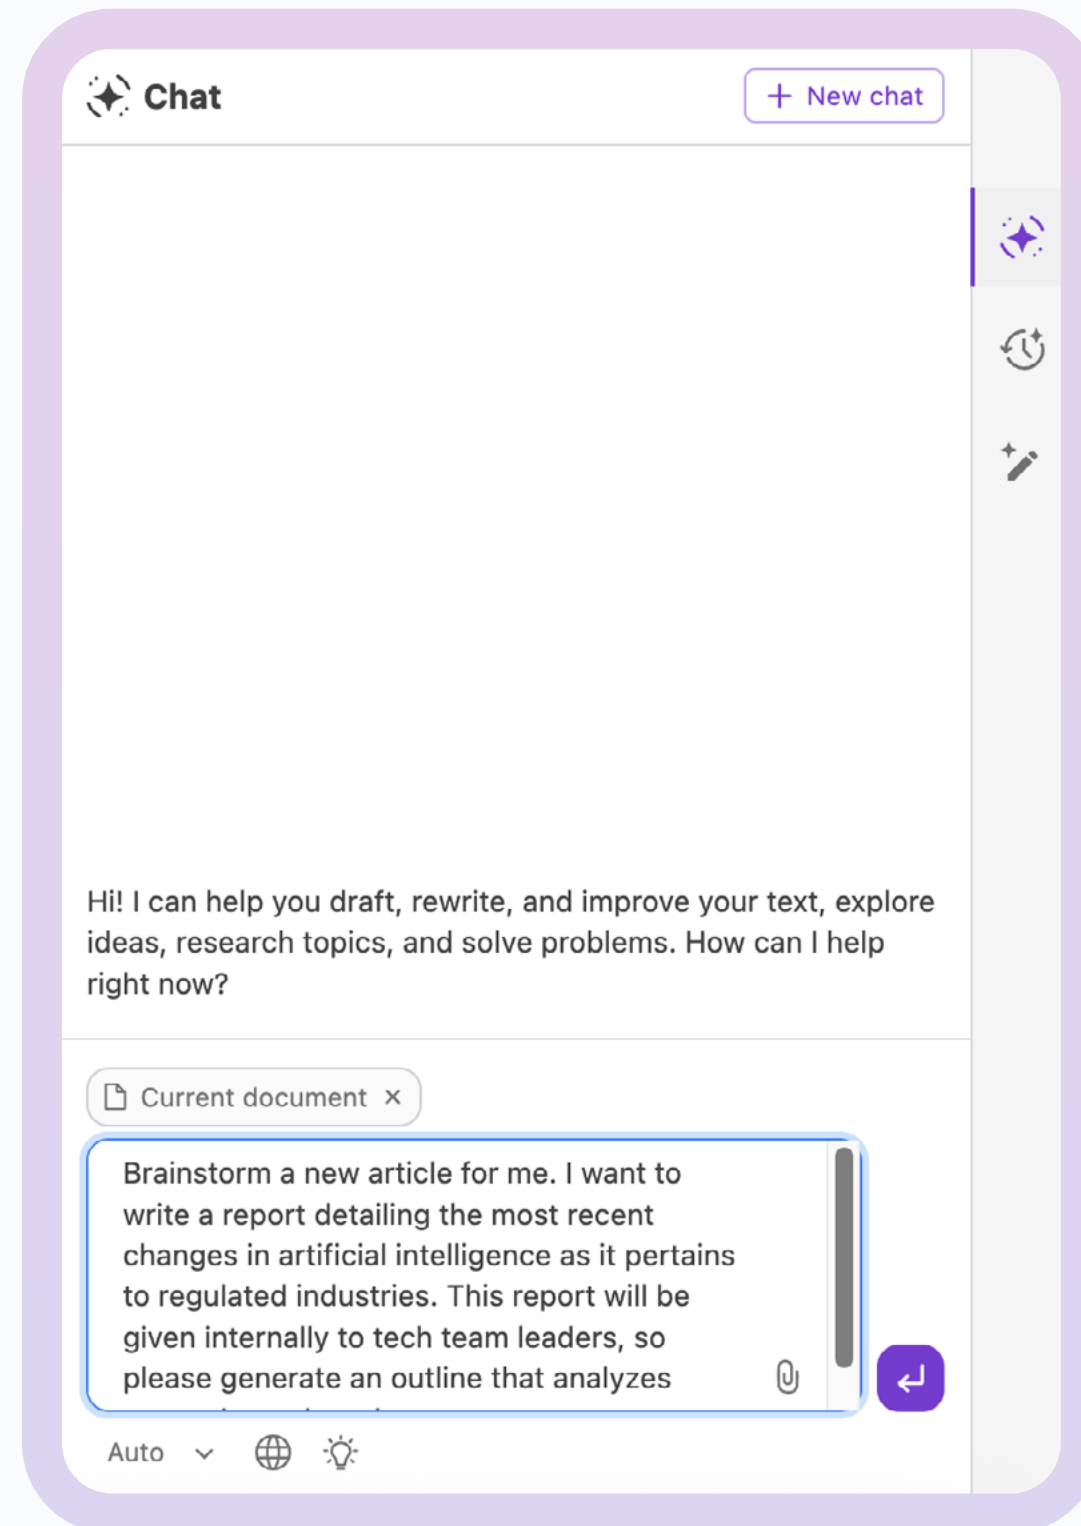 Chat
+ New chat
Hi! I can help you draft, rewrite, and improve your text, explore
ideas, research topics, and solve problems. How can I help
right now?
Current document ×
Brainstorm a new article for me. I want to
write a report detailing the most recent
changes in artificial intelligence as it pertains
to regulated industries. This report will be
given internally to tech team leaders, so
please generate an outline that analyzes
Auto